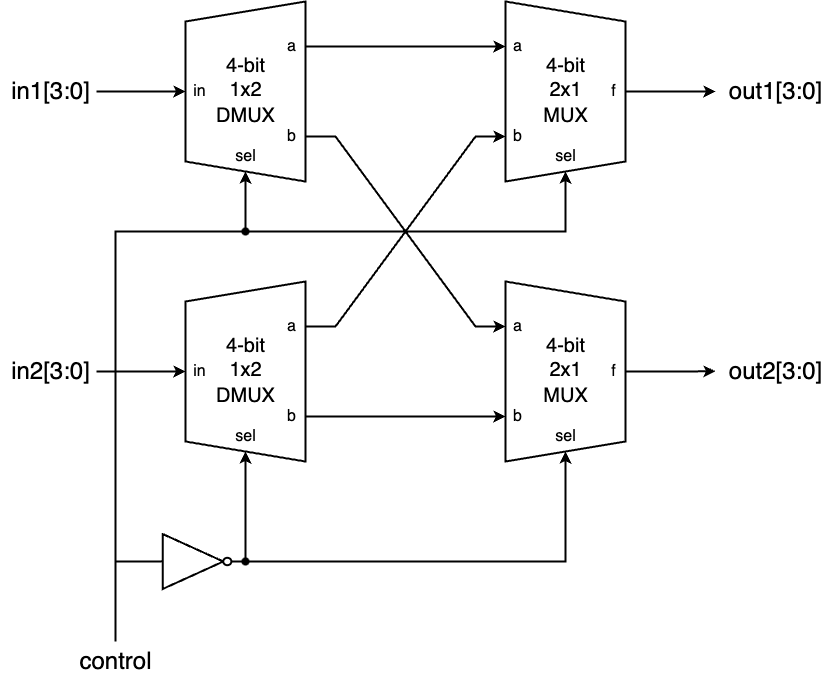 a
a
4-bit
4-bit
in1[3:0]
in
1x2
2x1
f
out1[3:0]
DMUX
MUX
b
b
sel
sel
a
a
4-bit
4-bit
in2[3:0]
in
1x2
2x1
f
out2[3:0]
DMUX
MUX
b
b
sel
sel
control